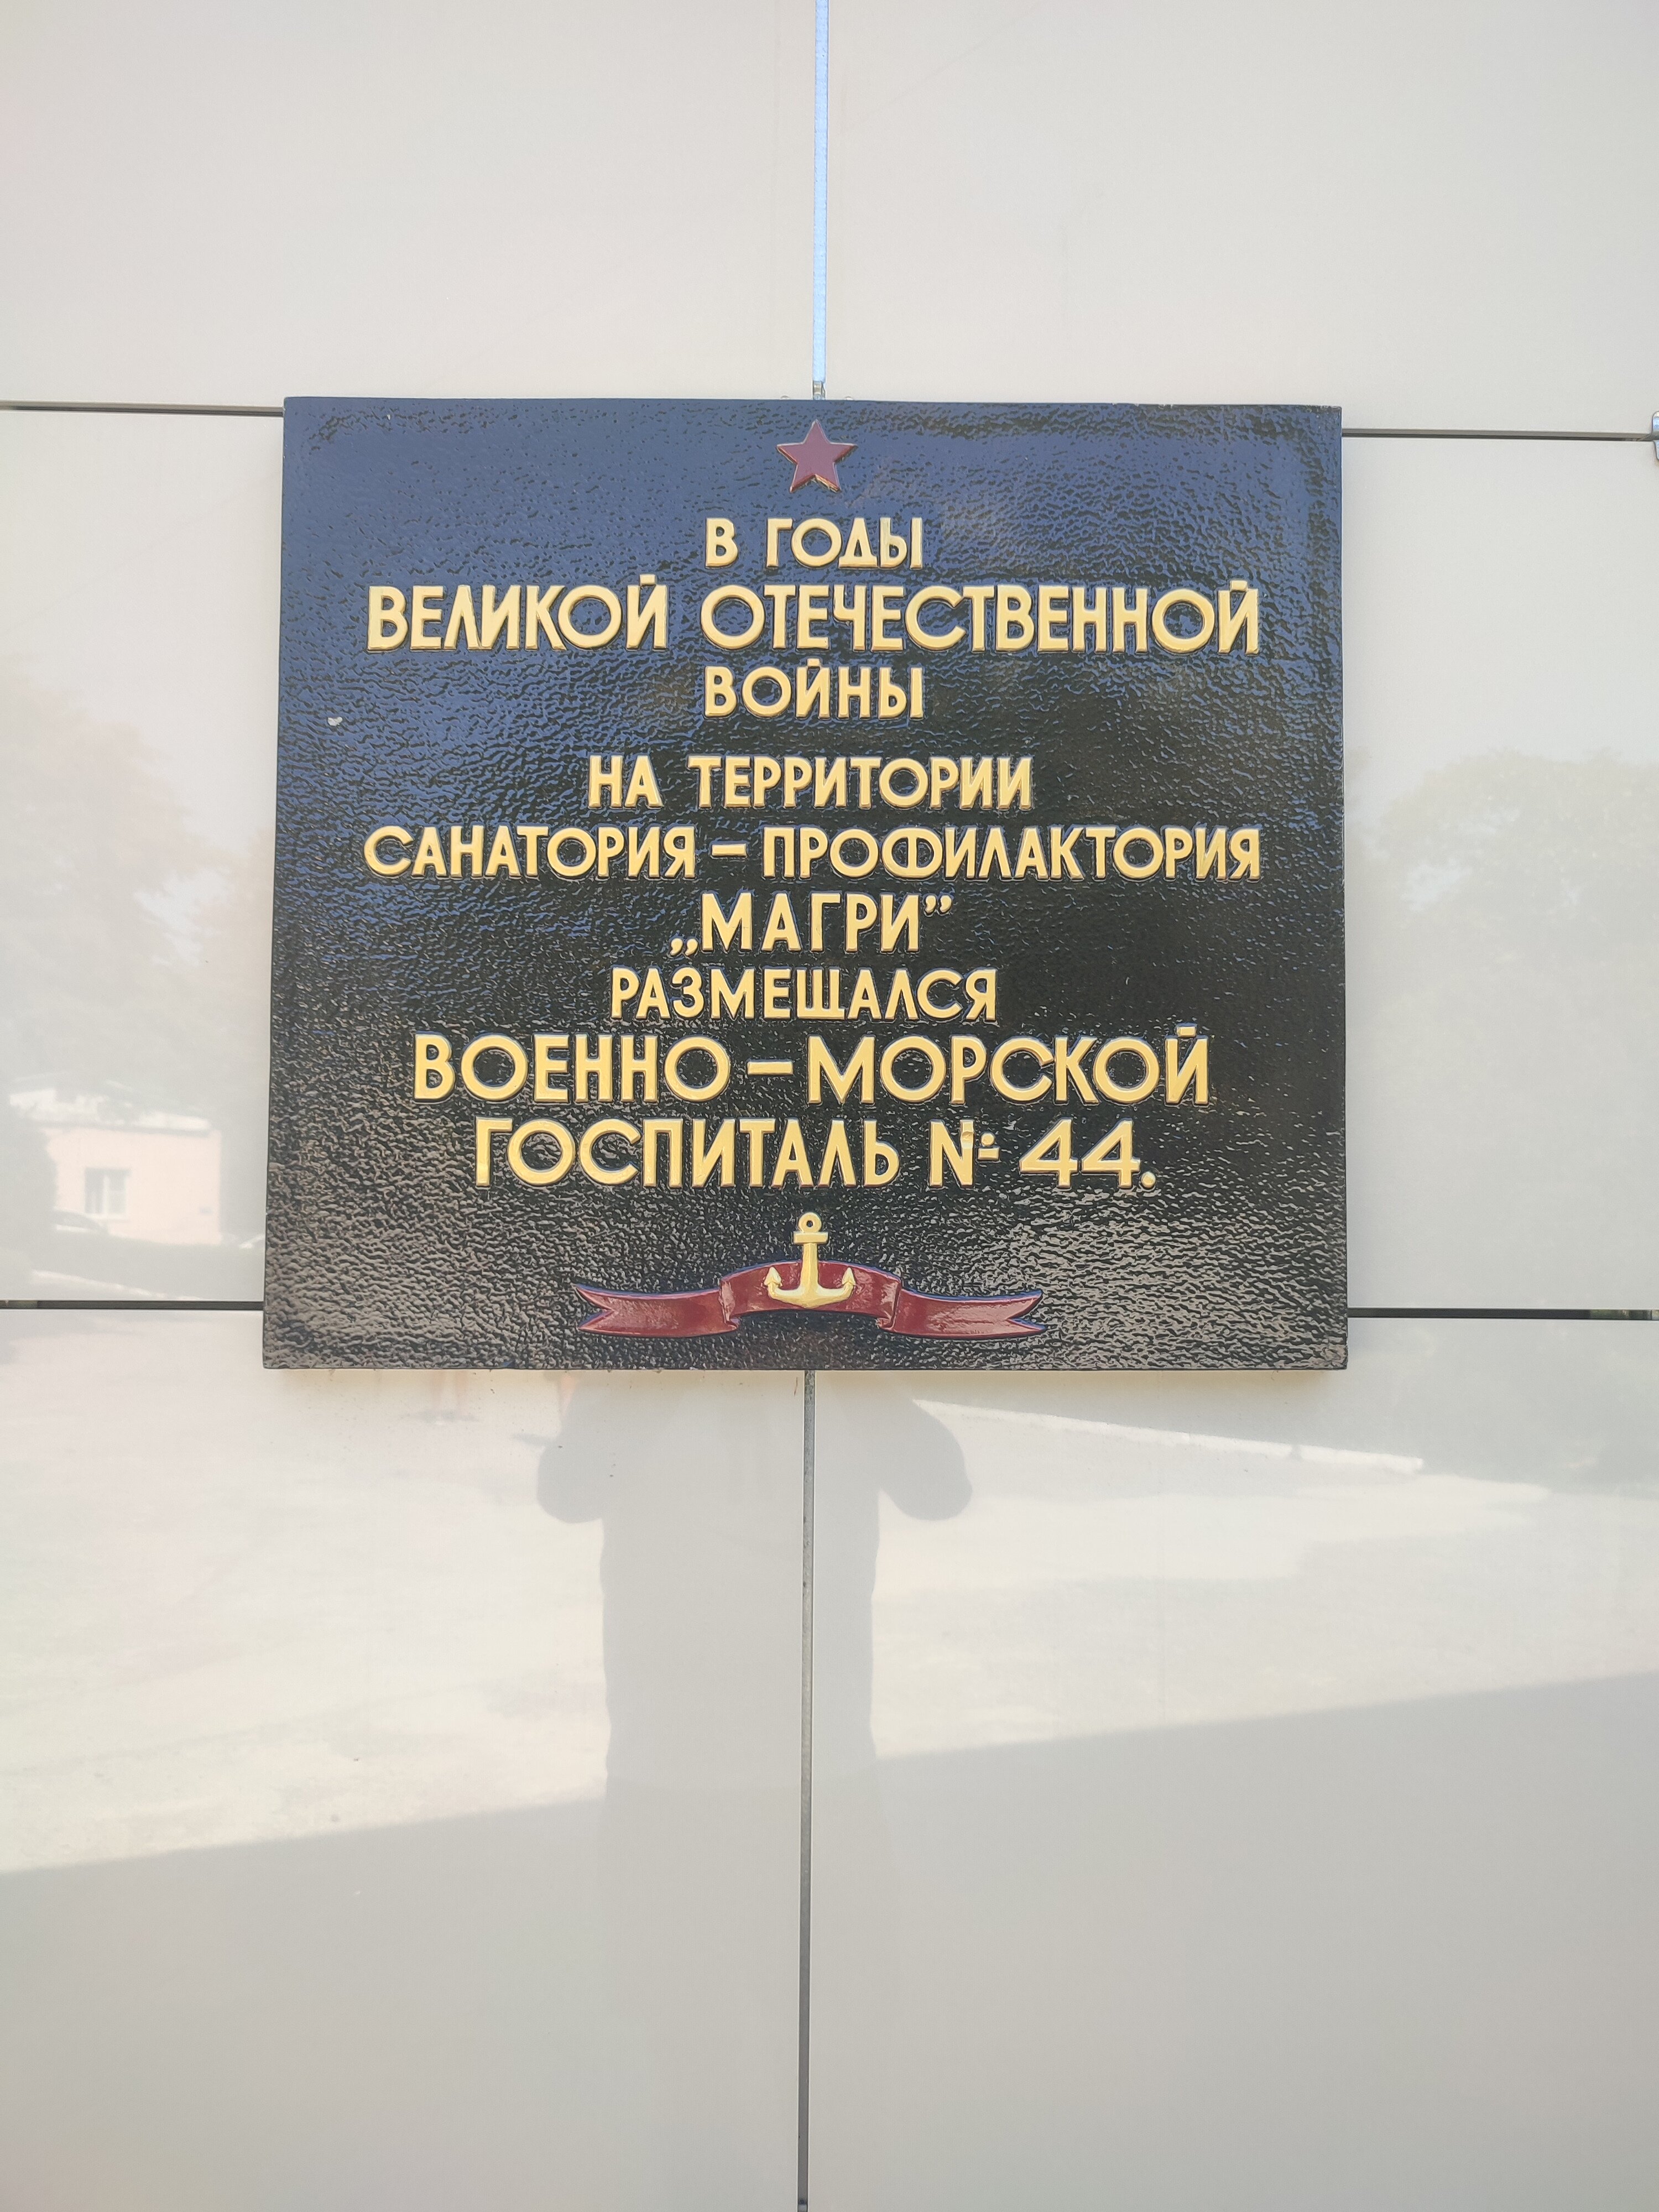 В ГОДЫ
ВЕЛИКОЙ ОТЕЧЕСТВЕННОЙ
ВОЙНЫ
НА ТЕРРИТОРИИ
САНАТОРИЯ – ПРОФИЛАКТОРИЯ
„МАГРИ”
РАЗМЕЩАЛСЯ
ВОЕННО – МОРСКОЙ
ГОСПИТАЛЬ № 44.